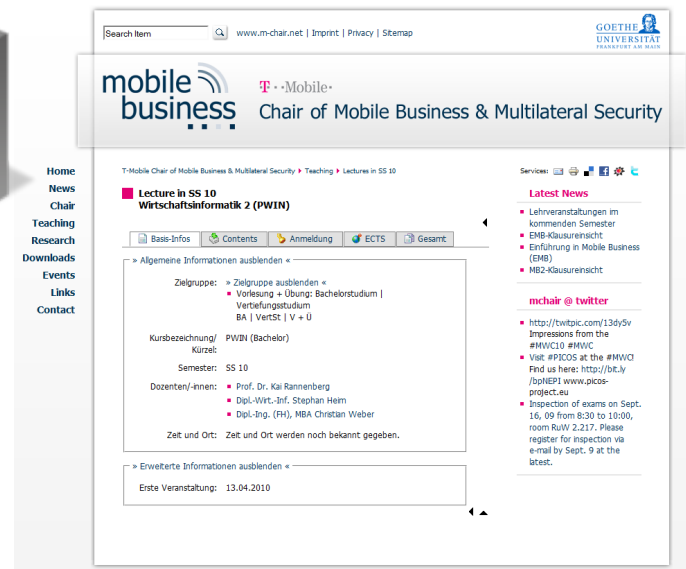 Search Item
www.m-chair.net | Imprint | Privacy | Sitemap
GOETHE
UNIVERSITÄT
FRANKFURT AM MAIN
mobile
business
T··Mobile·
Chair of Mobile Business & Multilateral Security
Home
News
Chair
Teaching
Research
Downloads
Events
Links
Contact
T-Mobile Chair of Mobile Business & Multilateral Security Teaching Lectures in SS 10
Lecture in SS 10
Wirtschaftsinformatik 2 (PWIN)
Basis-Infos Contents Anmeldung ECTS Gesamt
» Allgemeine Informationen ausblenden «
Zielgruppe: » Zielgruppe ausblenden «
Vorlesung + Übung: Bachelorstudium |
Vertiefungsstudium
BA | VertSt | V + Ü
Kursbezeichnung/ PWIN (Bachelor)
Kürzel:
Semester: SS 10
Dozenten/-innen: Prof. Dr. Kai Rannenberg
Dipl.-Wirt.-Inf. Stephan Heim
Dipl.-Ing. (FH), MBA Christian Weber
Zeit und Ort: Zeit und Ort werden noch bekannt gegeben.
» Erweiterte Informationen ausblenden «
Erste Veranstaltung: 13.04.2010
Services:
Latest News
Lehrveranstaltungen im
kommenden Semester
EMB-Klausureinsicht
Einführung in Mobile Business
(EMB)
MB2-Klausureinsicht
mchair @ twitter
http://twitpic.com/13dy5v
Impressions from the
#MWC10 #MWC
Visit #PICOS at the #MWC!
Find us here: http://bit.ly
/bpNEPI www.picos-
project.eu
Inspection of exams on Sept.
16, 09 from 8:30 to 10:00,
room RuW 2.217. Please
register for inspection via
e-mail by Sept. 9 at the
latest.